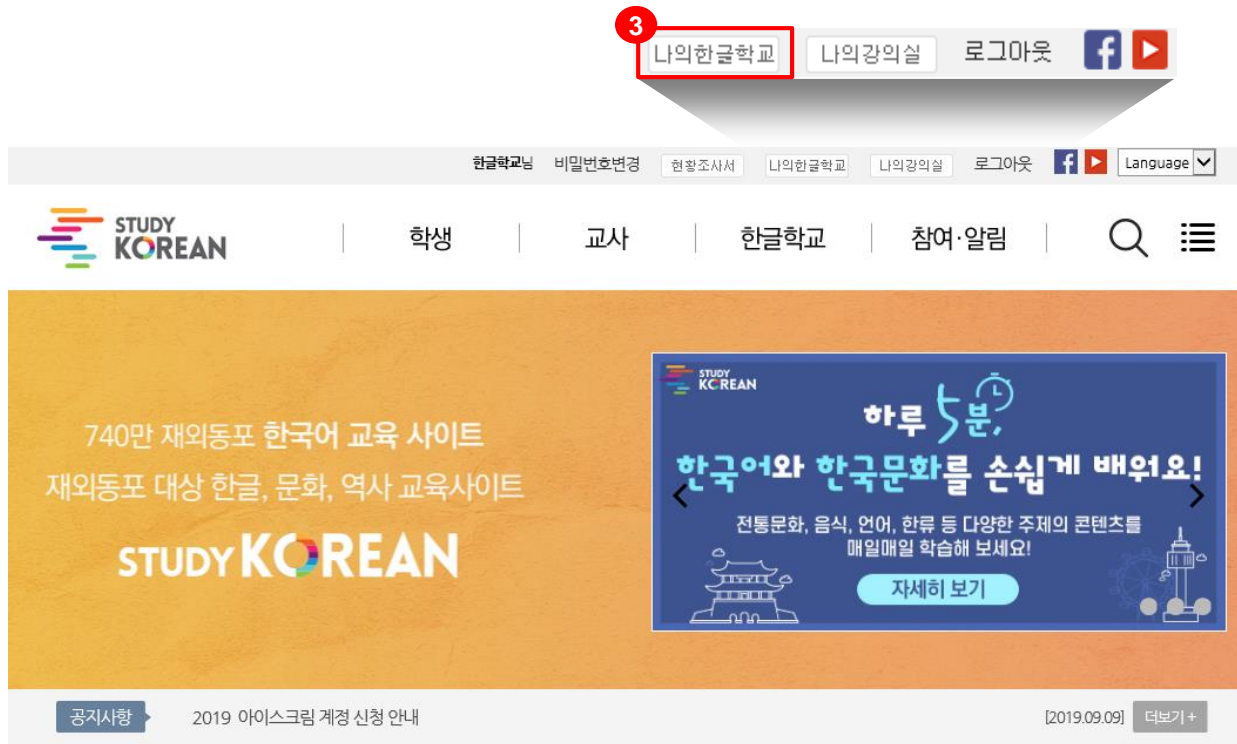 3
나의한글학교 나의강의실 로그아웃
한글학교님 비밀번호변경 현황조사서 나의한글학교 나의강의실 로그아웃 Language
STUDY
KOREAN
학생 교사 한글학교 참여·알림
740만 재외동포 한국어 교육 사이트
재외동포 대상 한글, 문화, 역사 교육사이트
STUDY KOREAN
STUDY
KOREAN
하루 5분,
한국어와 한국문화를 손쉽게 배워요!
전통문화, 음식, 언어, 한류 등 다양한 주제의 콘텐츠를
매일매일 학습해 보세요!
자세히 보기
공지사항 2019 아이스크림 계정 신청 안내 [2019.09.09] 더보기 +